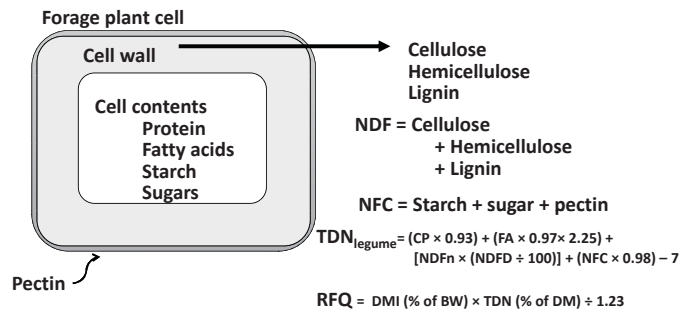 Forage plant cell
Cell wall
Cell contents
Protein
Fatty acids
Starch
Sugars
Pectin
Cellulose
Hemicellulose
Lignin
NDF = Cellulose
+ Hemicellulose
+ Lignin
NFC = Starch + sugar + pectin
TDNlegume = (CP × 0.93) + (FA × 0.97× 2.25) +
[NDFn × (NDFD ÷ 100)] + (NFC × 0.98) – 7
RFQ = DMI (% of BW) × TDN (% of DM) ÷ 1.23